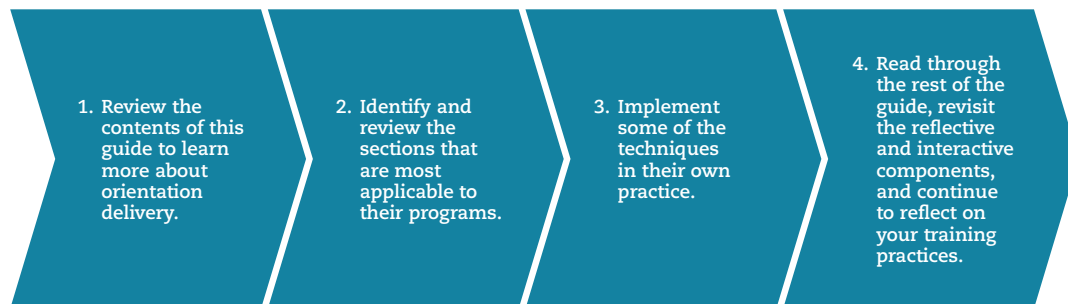 1. Review the
contents of this
guide to learn
more about
orientation
delivery.
2. Identify and
review the
sections that
are most
applicable to
their programs.
3. Implement
some of the
techniques
in their own
practice.
4. Read through
the rest of the
guide, revisit
the reflective
and interactive
components,
and continue
to reflect on
your training
practices.